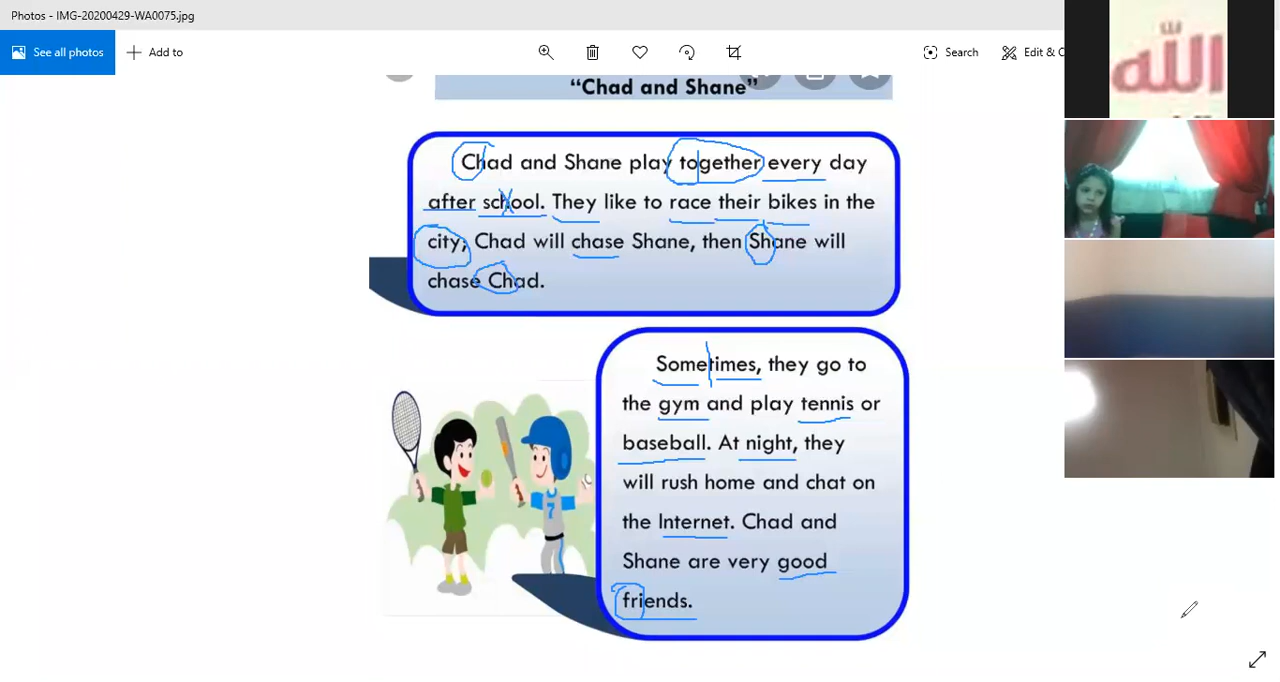 Photos - IMG-20200429-WA0075.jpg
See all photos
Add to
Search
Edit & C
الله
"Chad and Shane"
Chad and Shane play together every day
after school. They like to race their bikes in the
city; Chad will chase Shane, then Shane will
chase Chad.
Sometimes, they go to
the gym and play tennis or
baseball. At night, they
will rush home and chat on
the Internet. Chad and
Shane are very good
friends.
7